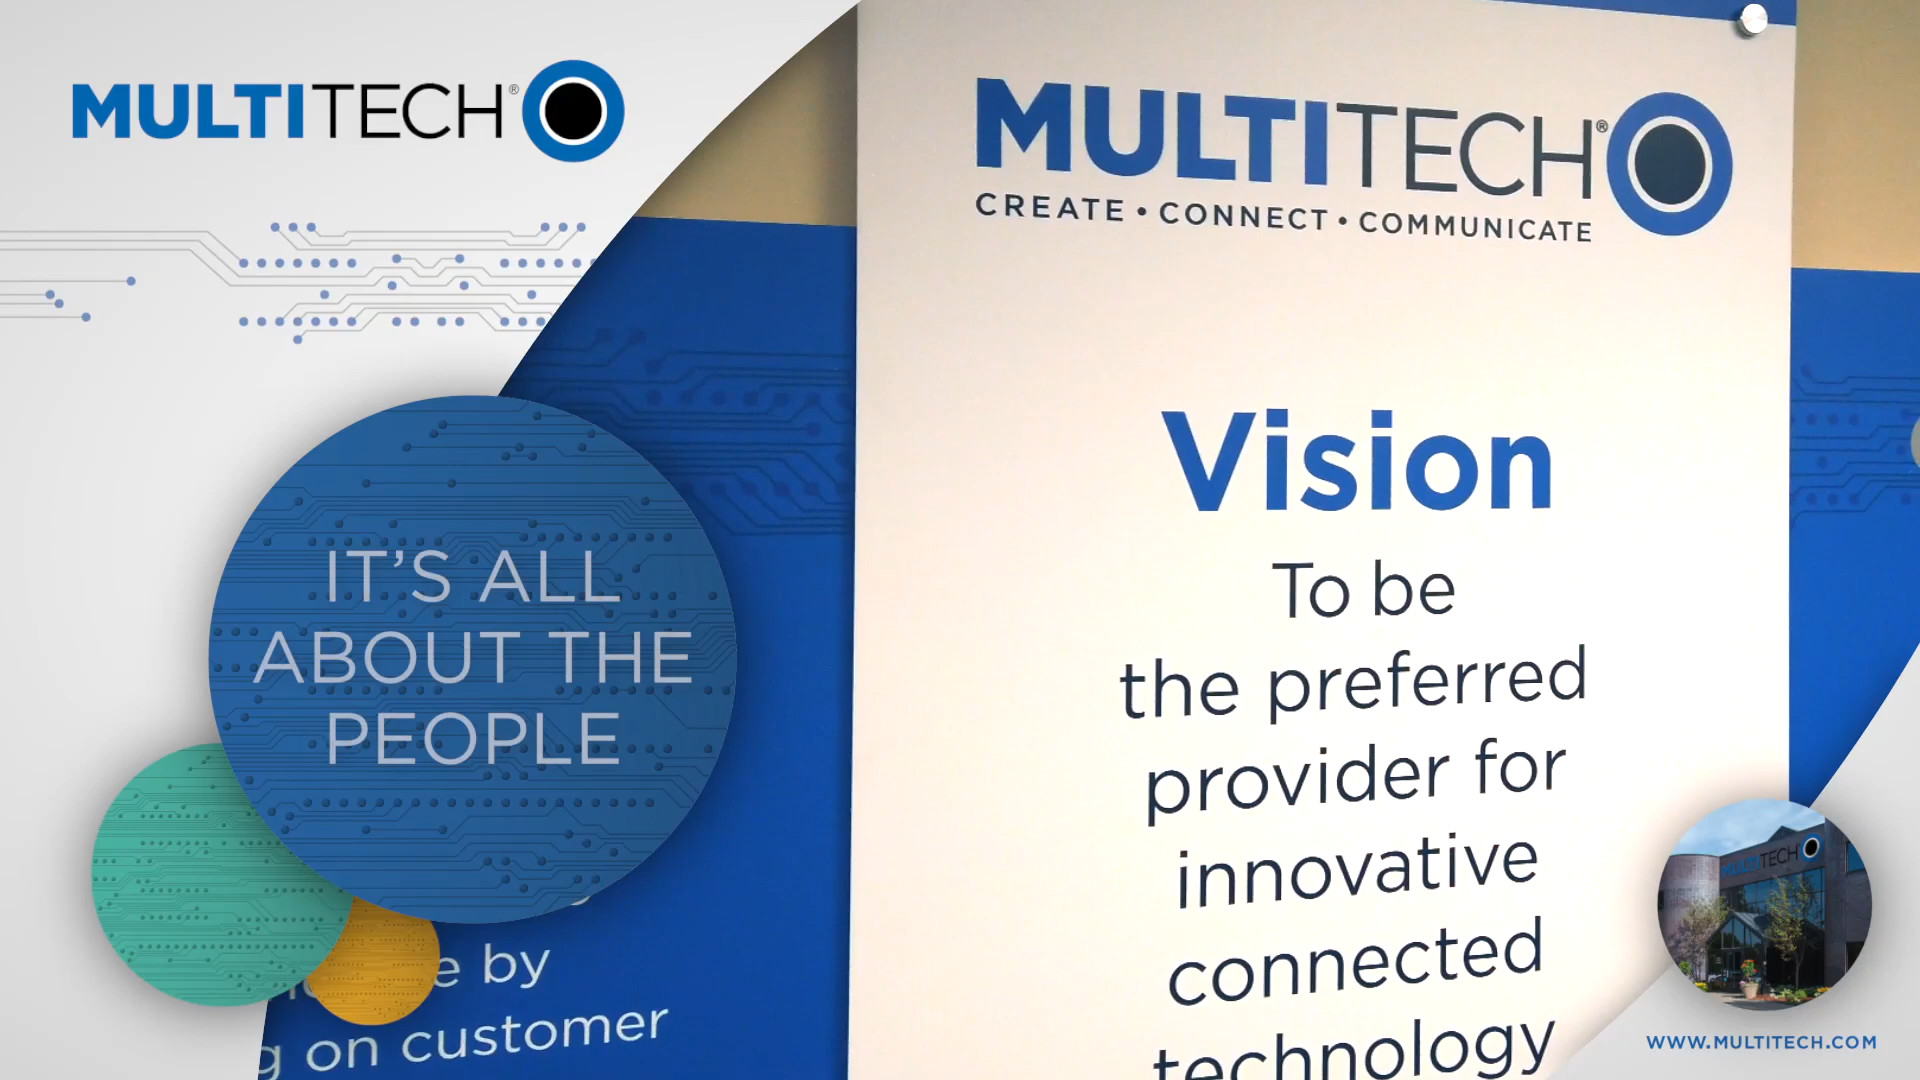 MULTITECH®
MULTITECH®
CREATE • CONNECT • COMMUNICATE
Vision
To be
the preferred
provider for
innovative
connected
technology
IT'S ALL
ABOUT THE
PEOPLE
by
on customer
MULTITECH
WWW.MULTITECH.COM